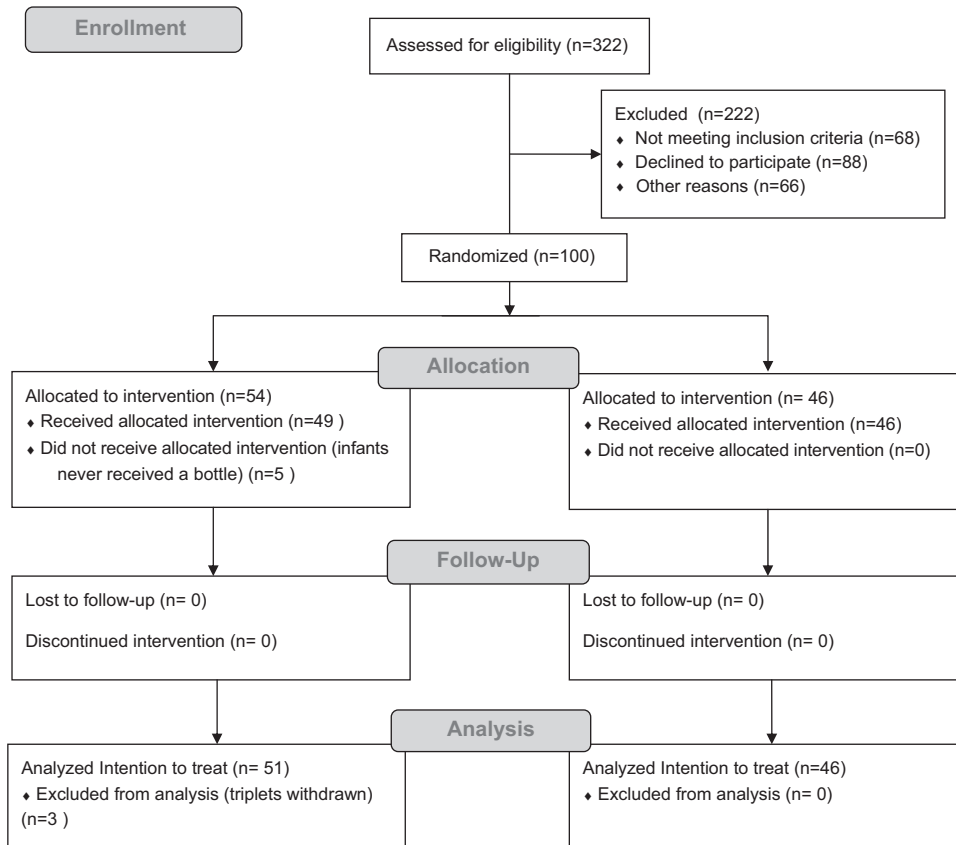 Enrollment
Assessed for eligibility (n=322)
Excluded (n=222)
♦ Not meeting inclusion criteria (n=68)
♦ Declined to participate (n=88)
♦ Other reasons (n=66)
Randomized (n=100)
Allocation
Allocated to intervention (n=54)
♦ Received allocated intervention (n=49 )
♦ Did not receive allocated intervention (infants
never received a bottle) (n=5 )
Allocated to intervention (n= 46)
♦ Received allocated intervention (n=46)
♦ Did not receive allocated intervention (n=0)
Follow-Up
Lost to follow-up (n= 0)
Discontinued intervention (n= 0)
Lost to follow-up (n= 0)
Discontinued intervention (n= 0)
Analysis
Analyzed Intention to treat (n= 51)
♦ Excluded from analysis (triplets withdrawn)
(n=3 )
Analyzed Intention to treat (n=46)
♦ Excluded from analysis (n= 0)